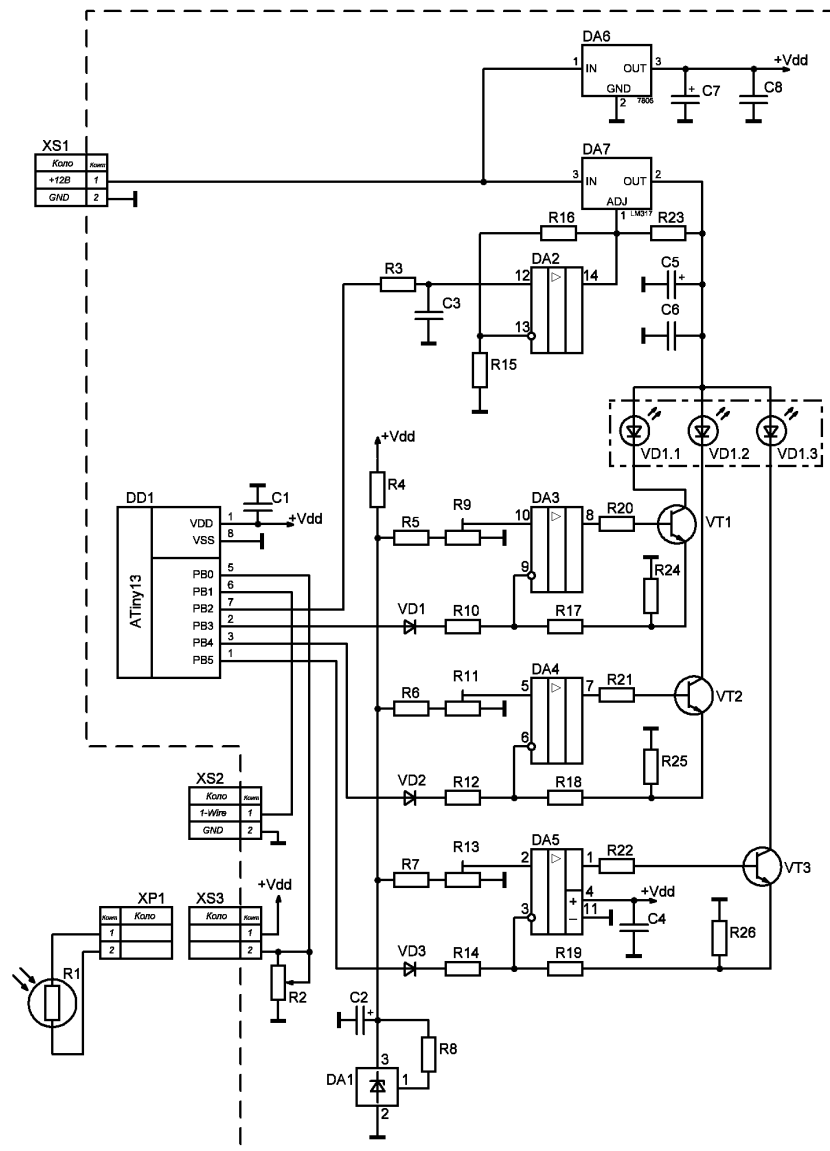 DA6
1 IN OUT 3 +Vdd
GND
2 7805
C7 + C8
XS1
Коло Конт
+12В 1
GND 2
DA7
3 IN OUT 2
ADJ
1 LM317
R16 R23
DA2
R3 12 14
C3
13
R15
C5 +
C6
+Vdd
R4
VD1.1 VD1.2 VD1.3
DD1
C1
ATiny13
VDD 1 +Vdd
VSS 8
PB0 5
PB1 6
PB2 7
PB3 2
PB4 3
PB5 1
R5 R9 10 DA3 8 R20 VT1
9
VD1 R10 R17 R24
R6 R11 5 DA4 7 R21 VT2
6
VD2 R12 R18 R25
XS2
Коло Конт
1-Wire 1
GND 2
R7 R13 2 DA5 1 R22 VT3
+ 4 +Vdd
− 11
3
C4
VD3 R14 R19 R26
XP1
Конт Коло
1
2
XS3
Коло Конт
1
2
+Vdd
R1
R2
C2 +
R8
DA1 3
1
2